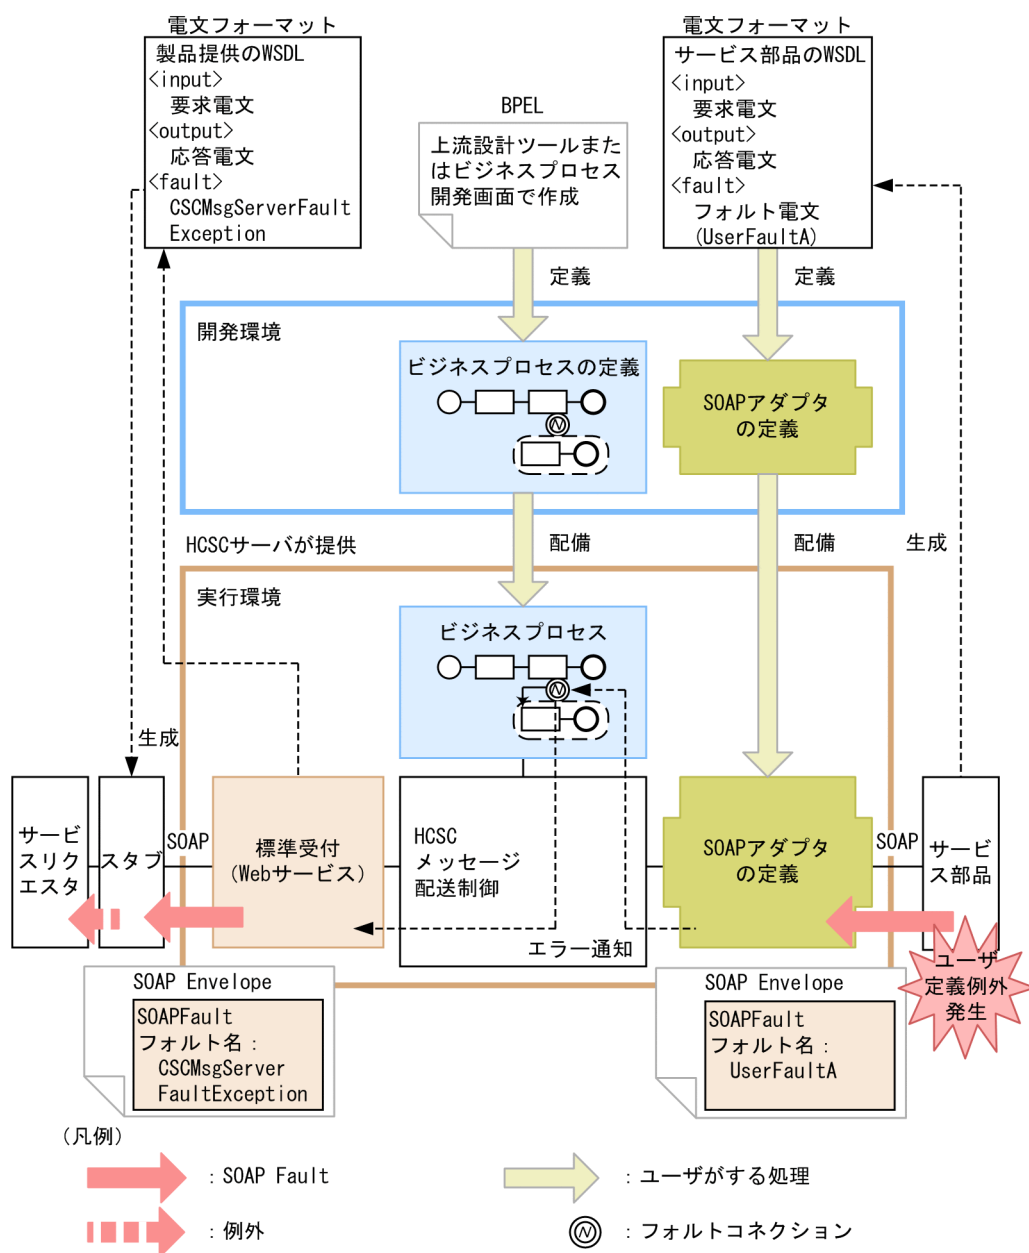 電文フォーマット
製品提供のWSDL
<input>
要求電文
<output>
応答電文
<fault>
CSCMsgServerFault
Exception
BPEL
上流設計ツールまた
はビジネスプロセス
開発画面で作成
電文フォーマット
サービス部品のWSDL
<input>
要求電文
<output>
応答電文
<fault>
フォルト電文
(UserFaultA)
定義
定義
開発環境
ビジネスプロセスの定義
SOAPアダプタ
の定義
HCSCサーバが提供
配備
配備
生成
実行環境
ビジネスプロセス
生成
サービ
スリク
エスタ
スタブ
SOAP
標準受付
(Webサービス)
HCSC
メッセージ
配送制御
SOAPアダプタ
の定義
SOAP
サービ
ス部品
エラー通知
ユーザ
定義例外
発生
SOAP Envelope
SOAPFault
フォルト名：
CSCMsgServer
FaultException
SOAP Envelope
SOAPFault
フォルト名：
UserFaultA
(凡例)
：SOAP Fault
：ユーザがする処理
：例外
：フォルトコネクション